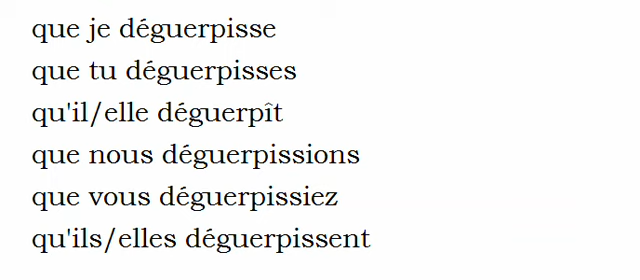 que je déguerpisse
que tu déguerpisses
qu'il/elle déguerpît
que nous déguerpissions
que vous déguerpissiez
qu'ils/elles déguerpissent